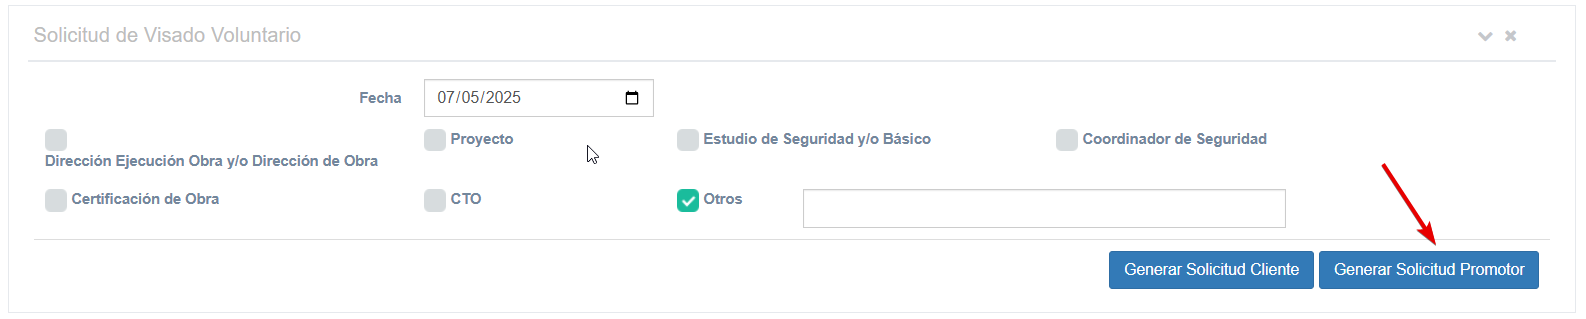 Solicitud de Visado Voluntario
Fecha
07/05/2025
Dirección Ejecución Obra y/o Dirección de Obra
Proyecto
Estudio de Seguridad y/o Básico
Coordinador de Seguridad
Certificación de Obra
CTO
Otros
Generar Solicitud Cliente
Generar Solicitud Promotor